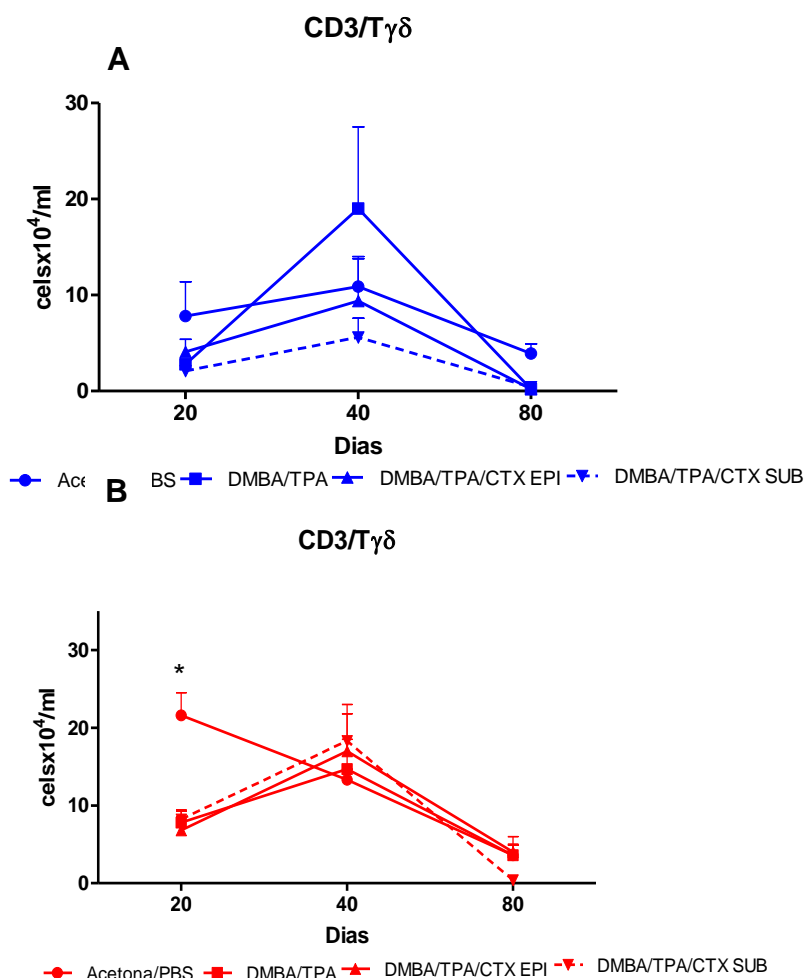 CD3/Tγδ
A
30
20
10
0
celsx10⁴/ml
20 40 80
Dias
BS DMBA/TPA DMBA/TPA/CTX EPI DMBA/TPA/CTX SUB
B
CD3/Tγδ
30
20
10
0
celsx10⁴/ml
*
20 40 80
Dias
Acetona/PBS DMBA/TPA DMBA/TPA/CTX EPI DMBA/TPA/CTX SUB